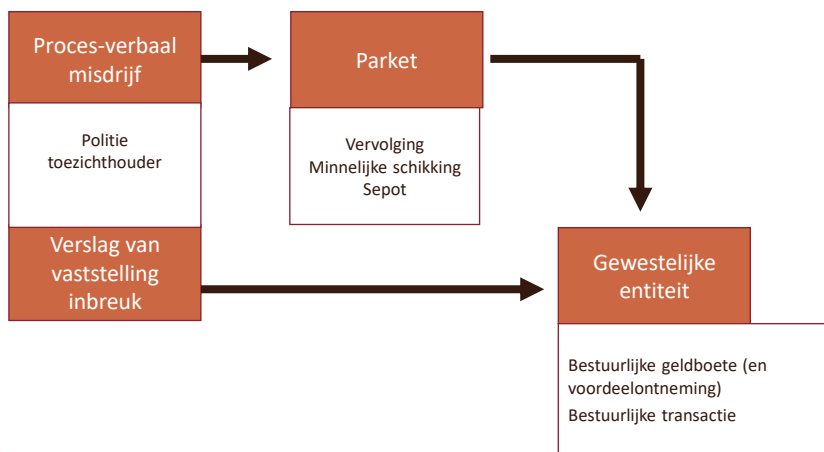 Proces-verbaal
misdrijf
Politie
toezichthouder
Verslag van
vaststelling
inbreuk
Parket
Vervolging
Minnelijke schikking
Sepot
Gewestelijke
entiteit
Bestuurlijke geldboete (en
voordeelontneming)
Bestuurlijke transactie